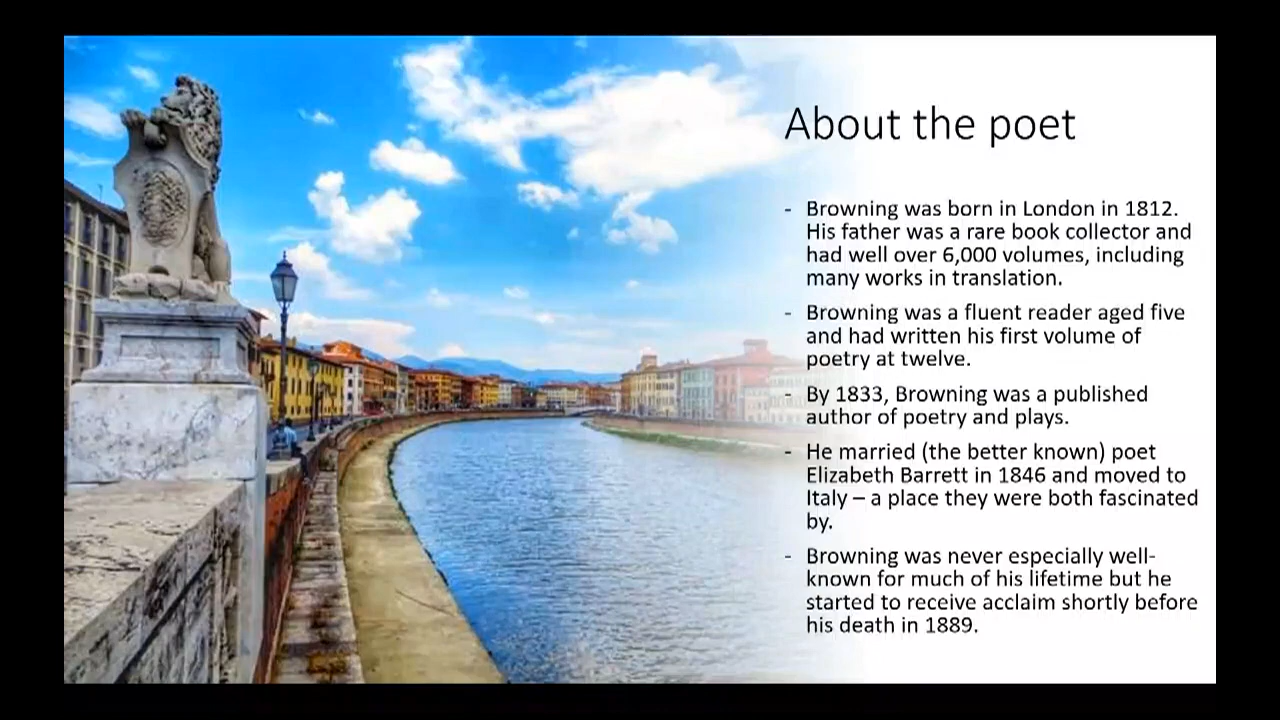 About the poet
- Browning was born in London in 1812.
His father was a rare book collector and
had well over 6,000 volumes, including
many works in translation.
- Browning was a fluent reader aged five
and had written his first volume of
poetry at twelve.
- By 1833, Browning was a published
author of poetry and plays.
- He married (the better known) poet
Elizabeth Barrett in 1846 and moved to
Italy – a place they were both fascinated
by.
- Browning was never especially well-
known for much of his lifetime but he
started to receive acclaim shortly before
his death in 1889.